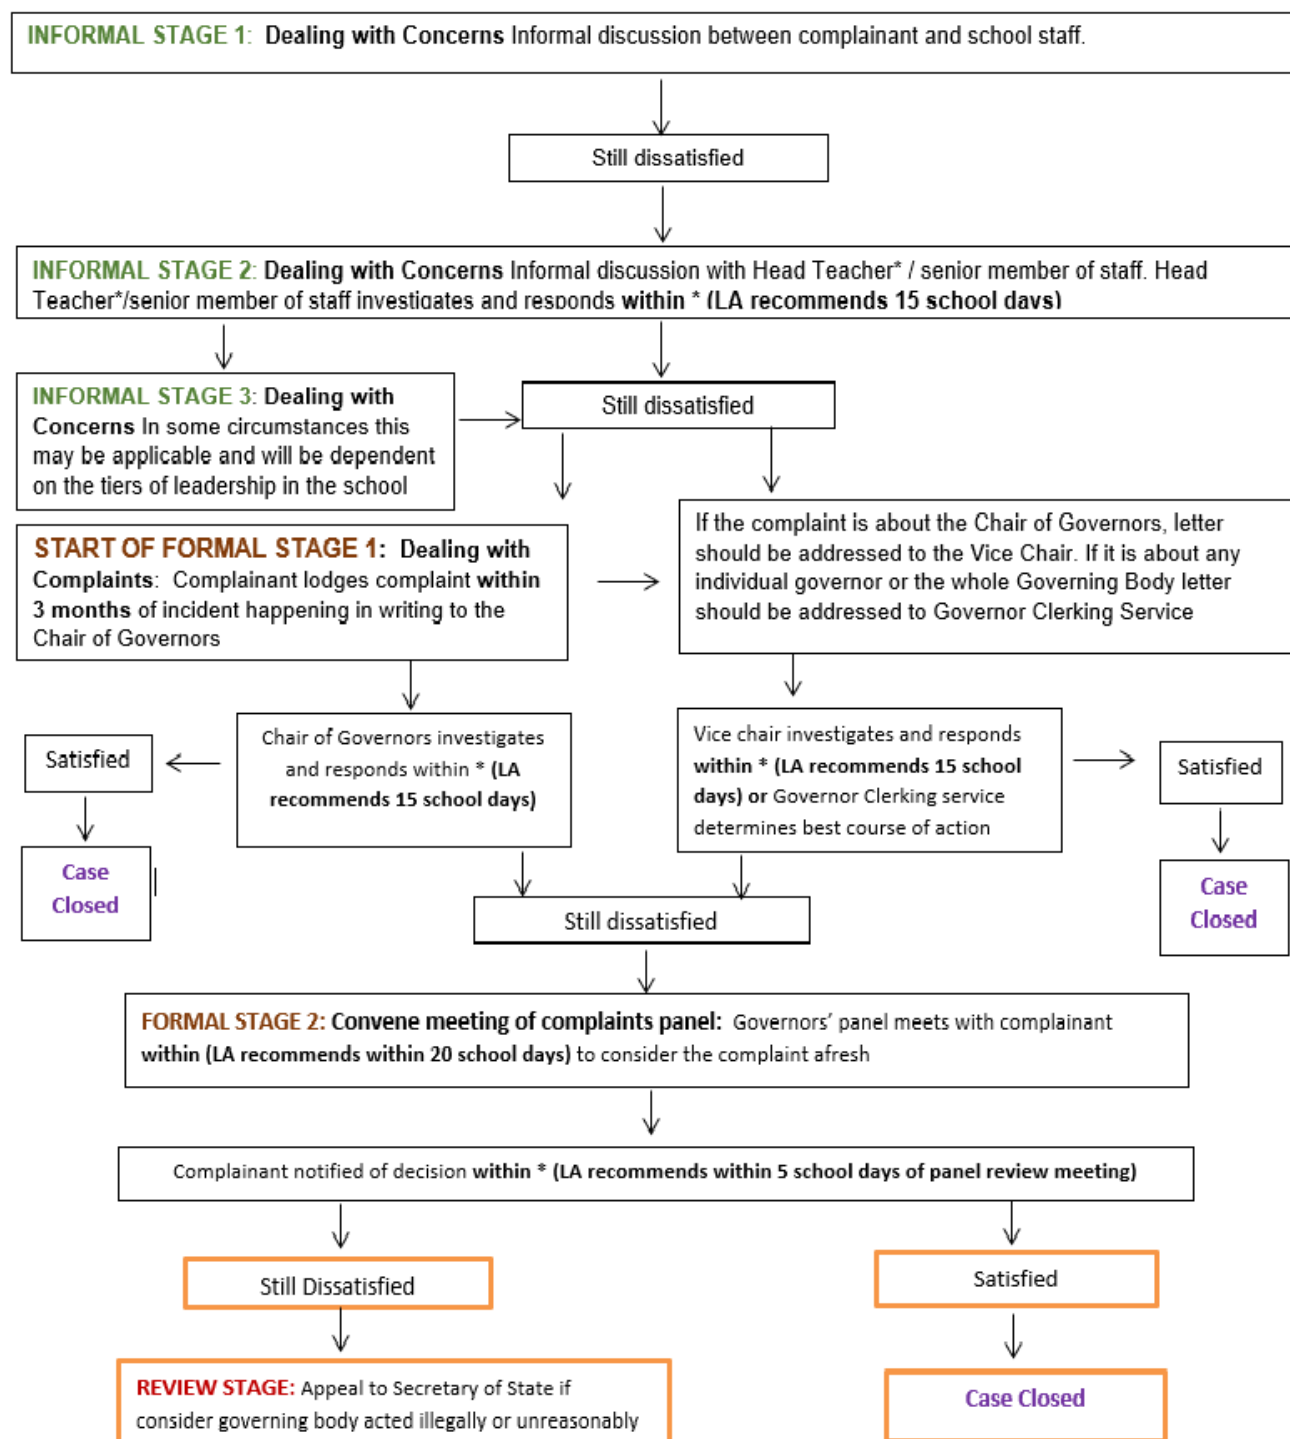 INFORMAL STAGE 1: Dealing with Concerns Informal discussion between complainant and school staff.
Still dissatisfied
INFORMAL STAGE 2: Dealing with Concerns Informal discussion with Head Teacher* / senior member of staff. Head
Teacher*/senior member of staff investigates and responds within * (LA recommends 15 school days)
INFORMAL STAGE 3: Dealing with
Concerns In some circumstances this
may be applicable and will be dependent
on the tiers of leadership in the school
Still dissatisfied
START OF FORMAL STAGE 1: Dealing with
Complaints: Complainant lodges complaint within
3 months of incident happening in writing to the
Chair of Governors
If the complaint is about the Chair of Governors, letter
should be addressed to the Vice Chair. If it is about any
individual governor or the whole Governing Body letter
should be addressed to Governor Clerking Service
Satisfied
Chair of Governors investigates
and responds within * (LA
recommends 15 school days)
Vice chair investigates and responds
within * (LA recommends 15 school
days) or Governor Clerking service
determines best course of action
Satisfied
Case
Closed
Case
Closed
Still dissatisfied
FORMAL STAGE 2: Convene meeting of complaints panel: Governors’ panel meets with complainant
within (LA recommends within 20 school days) to consider the complaint afresh
Complainant notified of decision within * (LA recommends within 5 school days of panel review meeting)
Still Dissatisfied
Satisfied
REVIEW STAGE: Appeal to Secretary of State if
consider governing body acted illegally or unreasonably
Case Closed